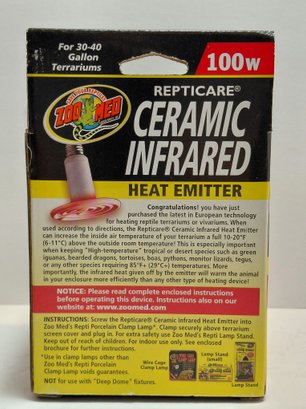 For 30-40
Gallon
Terrariums
100W
ZOO MED
REPTICARE®
CERAMIC
INFRARED
HEAT EMITTER
Congratulations! you have just
purchased the latest in European technology
for heating reptile terrariums or vivariums. When
used according to directions, the Repticare® Ceramic Infrared Heat Emitter
can increase the inside air temperature of your terrarium a full 10-20°F
(6-11°C) above the outside room temperature! This is especially important
when keeping "High-temperature" tropical or desert species such as green
iguanas, bearded dragons, tortoises, boas, pythons, monitor lizards, tegus,
or any other species requiring 85°F+ (29°C+) temperatures. More
importantly, the infrared heat given off by the emitter will warm the animal
in your enclosure more efficiently than any other type of heating device!
NOTICE: Please read complete enclosed instructions
before operating this device. Instructions also on our
website at: www.zoomed.com
INSTRUCTIONS: Screw the Repticare® Ceramic Infrared Heat Emitter into
Zoo Med's Repti Porcelain Clamp Lamp*. Clamp securely above terrarium
screen cover and plug in. For extra safety use Zoo Med's Repti Lamp Stand.
Keep out of reach of children. For indoor use only. See enclosed
brochure for further instructions.
*Use in clamp lamps other
than Zoo Med's Porcelain
Clamp Lamp voids guarantees.
NOT for use with "Deep Dome" fixtures.
Wire Cage
Clamp Lamp
Lamp Stand
(small)
Lamp Stand